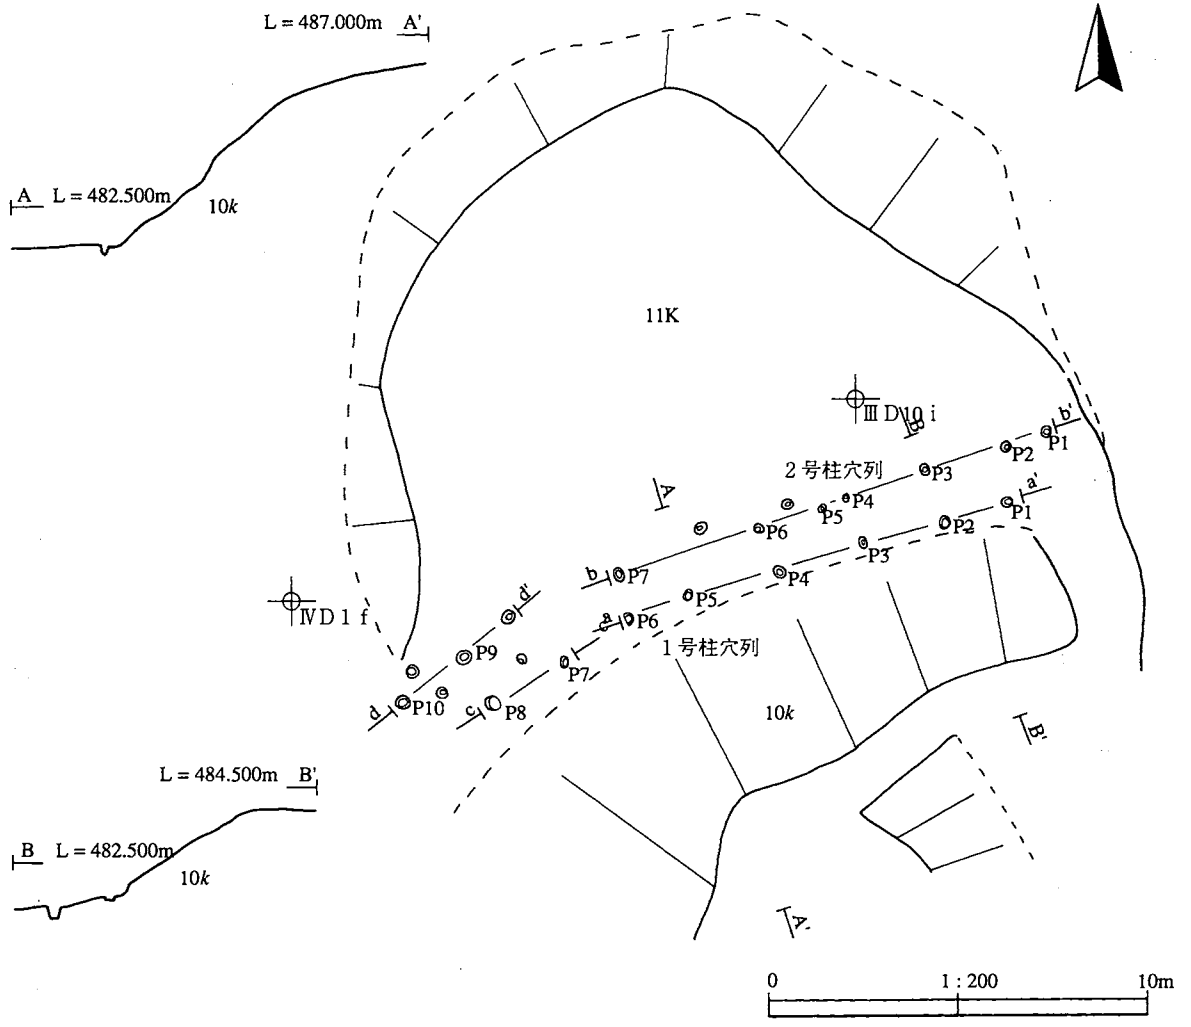 L = 487.000m A'
A L = 482.500m
10k
11K
ⅢD10 i
B
b'
P1
P2
2号柱穴列
P3
A
P4
P5
a'
P1
P6
P2
P3
b P7
P4
d'
P5
ⅣD1 f
a P6
1号柱穴列
P9
c'
P7
d P10
c P8
10k
B'
L = 484.500m B'
B L = 482.500m
10k
A'
0 1 : 200 10m